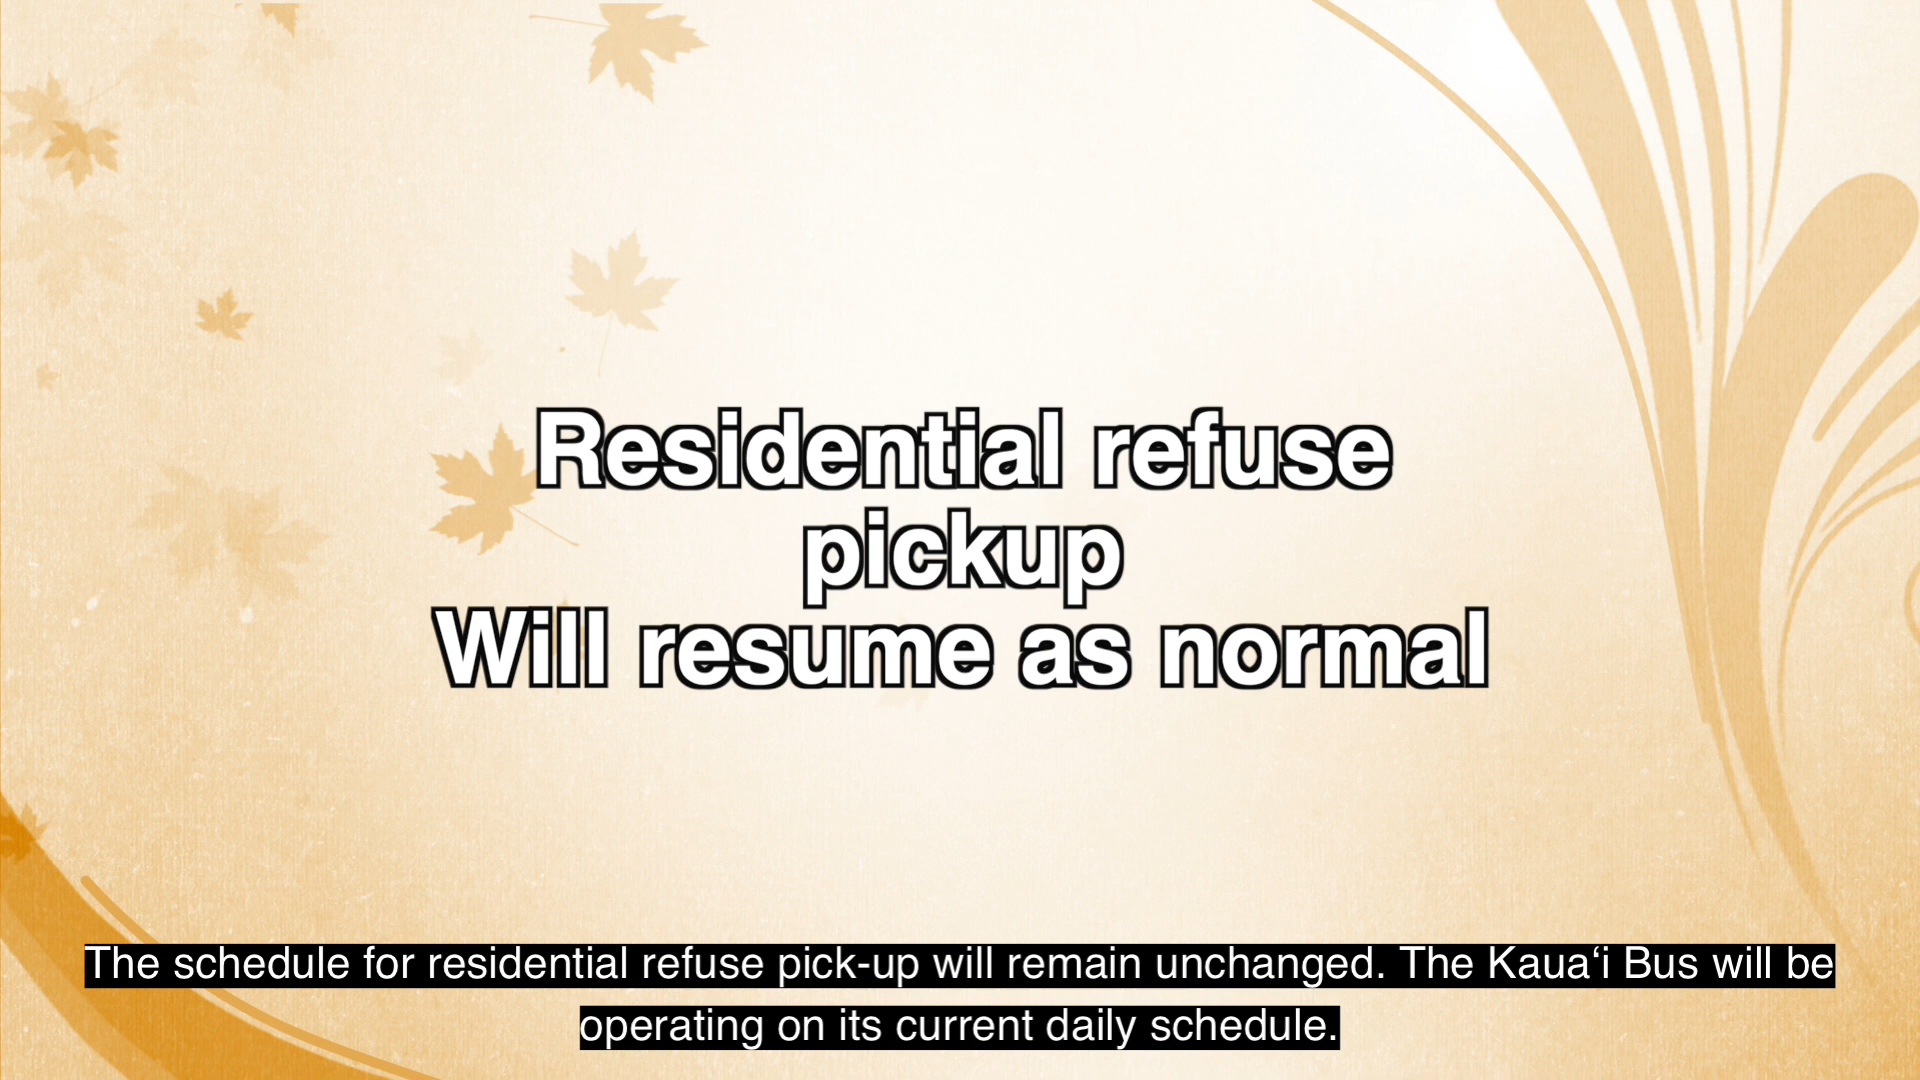 Residential refuse
pickup
Will resume as normal
The schedule for residential refuse pick-up will remain unchanged. The Kauaʻi Bus will be
operating on its current daily schedule.